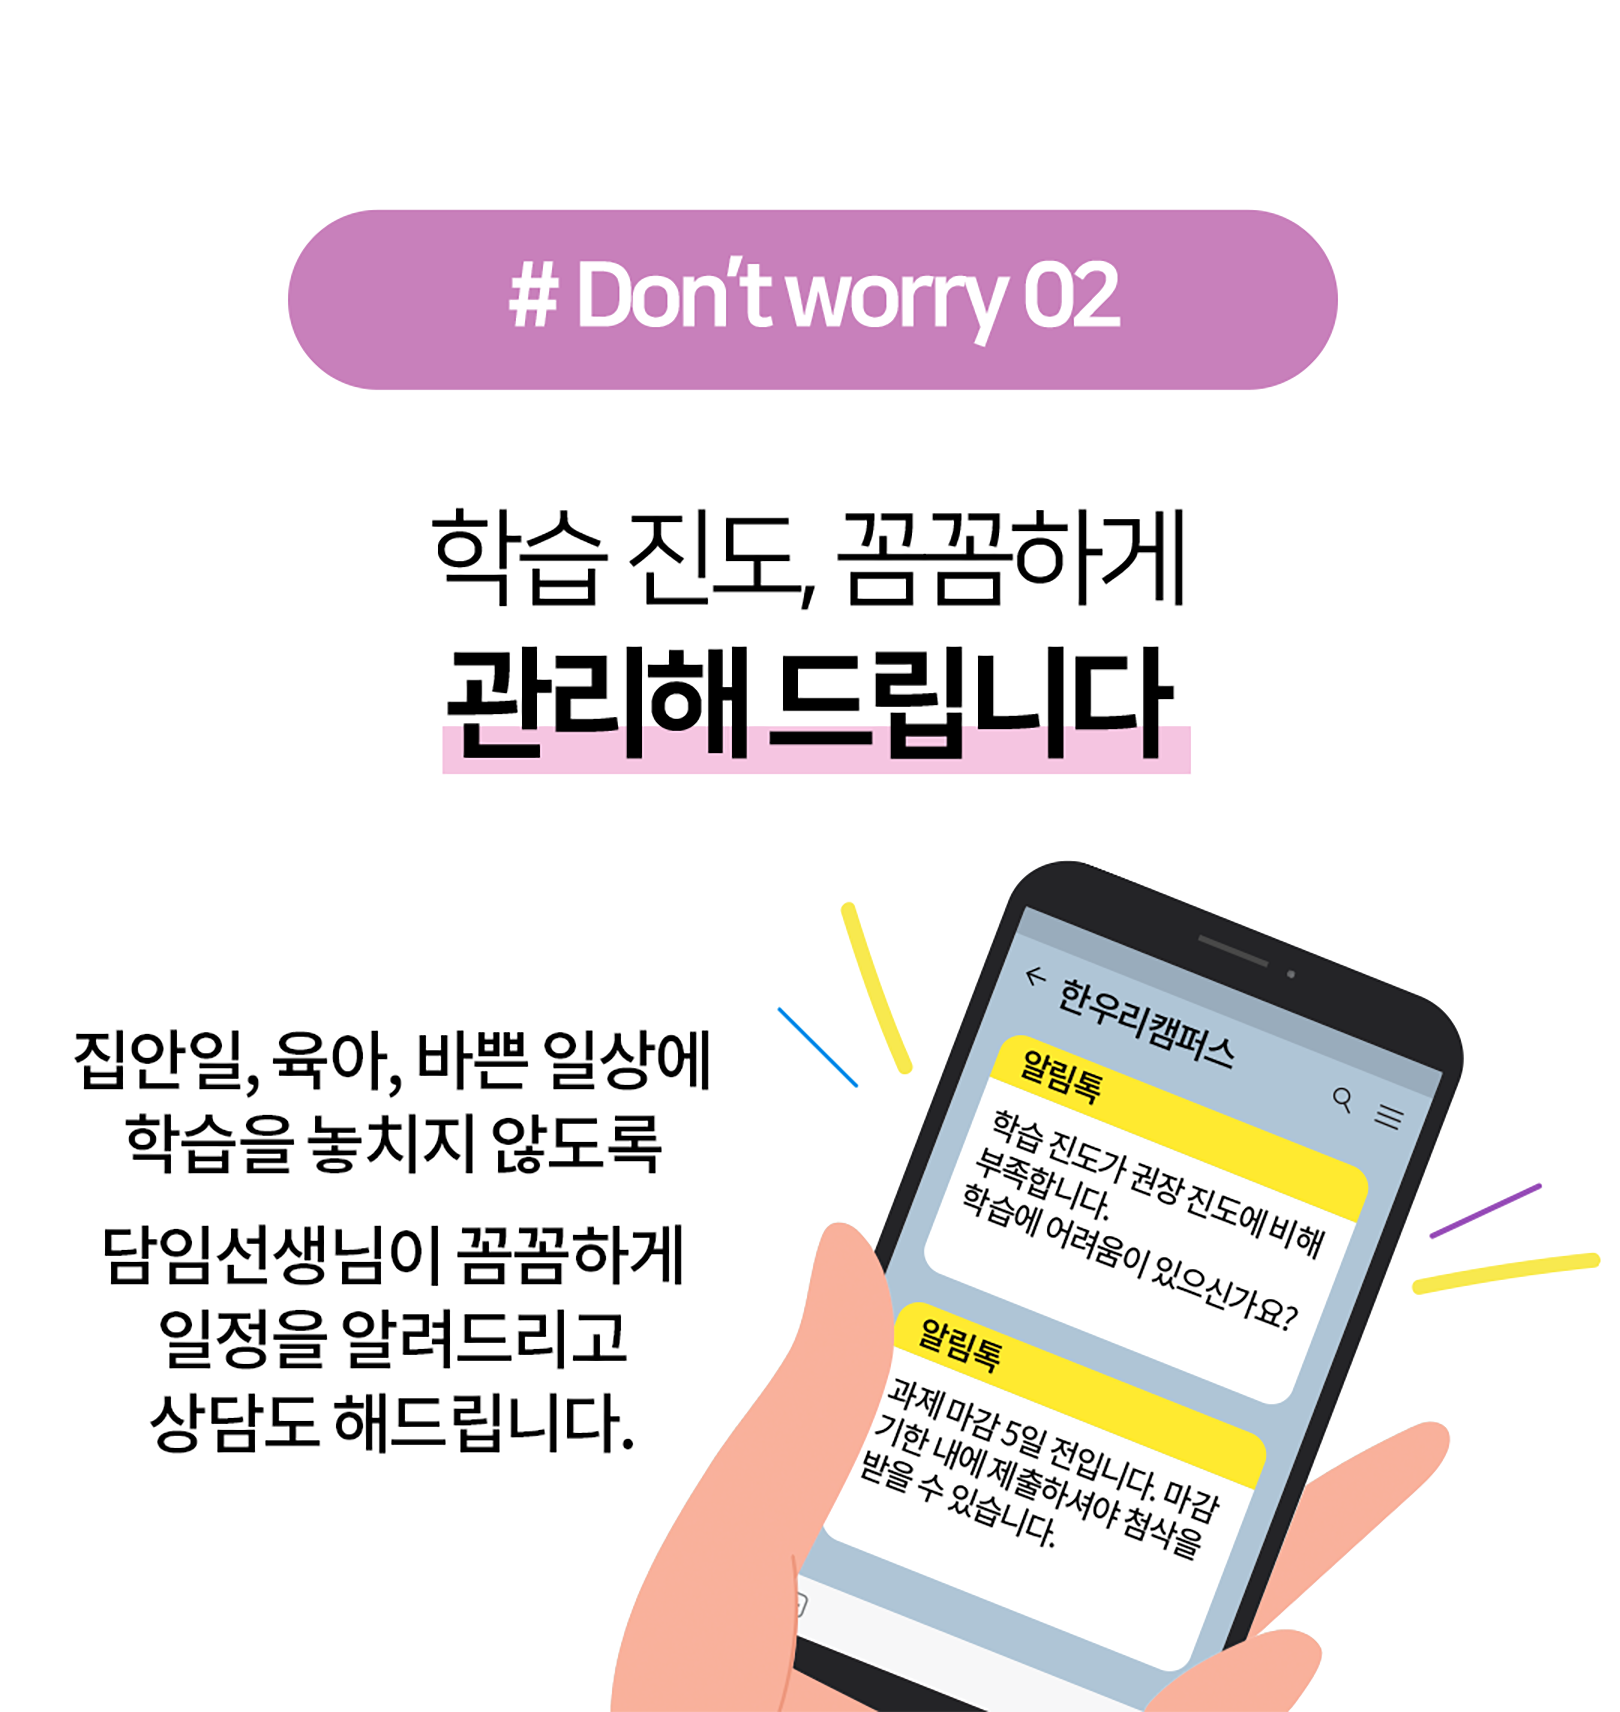 # Don't worry 02
학습 진도, 꼼꼼하게
관리해 드립니다
집안일, 육아, 바쁜 일상에
학습을 놓치지 않도록
담임선생님이 꼼꼼하게
일정을 알려드리고
상담도 해드립니다.
한우리캠퍼스
알림톡
학습 진도가 권장 진도에 비해
부족합니다.
학습에 어려움이 있으신가요?
알림톡
과제 마감 5일 전입니다. 마감
기한 내에 제출하셔야 첨삭을
받을 수 있습니다.